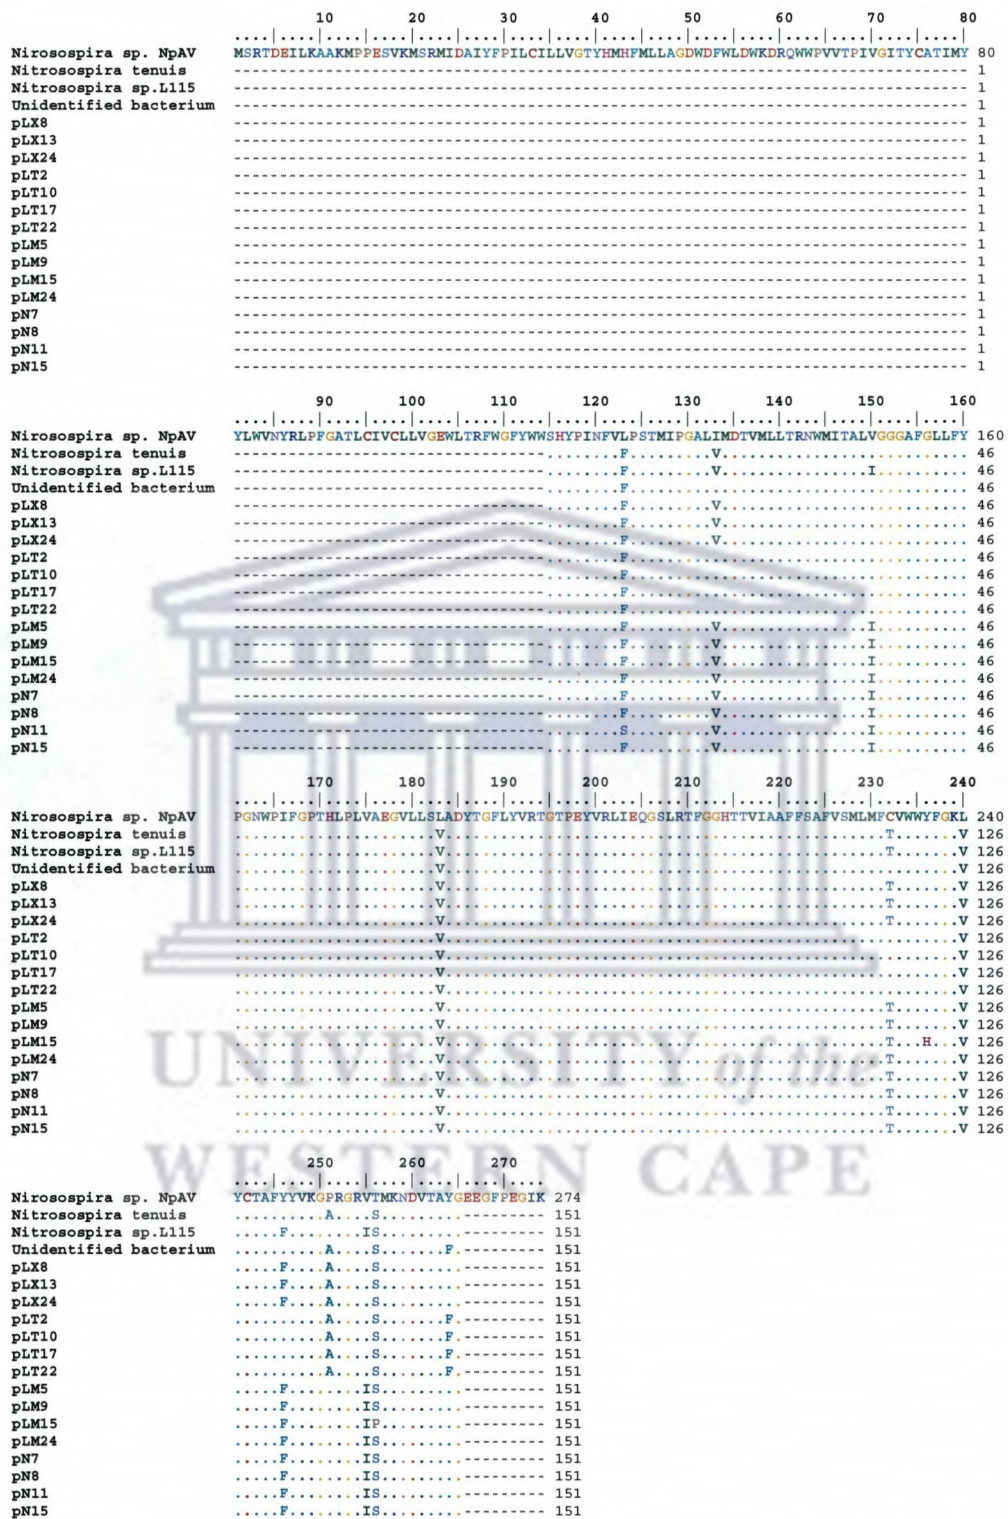 10 20 30 40 50 60 70 80
Nirosospira sp. NpAV MSRTDEILKAAKMPPESVKMSRMIDAIYFPILCILLVGTYHMHFMLLAGDWDFWLDWKDRQWWPVVTPIVGITYCATIMY 80
Nitrosospira tenuis -------------------------------------------------------------------------------- 1
Nitrosospira sp.L115 -------------------------------------------------------------------------------- 1
Unidentified bacterium -------------------------------------------------------------------------------- 1
pLX8 -------------------------------------------------------------------------------- 1
pLX13 -------------------------------------------------------------------------------- 1
pLX24 -------------------------------------------------------------------------------- 1
pLT2 -------------------------------------------------------------------------------- 1
pLT10 -------------------------------------------------------------------------------- 1
pLT17 -------------------------------------------------------------------------------- 1
pLT22 -------------------------------------------------------------------------------- 1
pLM5 -------------------------------------------------------------------------------- 1
pLM9 -------------------------------------------------------------------------------- 1
pLM15 -------------------------------------------------------------------------------- 1
pLM24 -------------------------------------------------------------------------------- 1
pN7 -------------------------------------------------------------------------------- 1
pN8 -------------------------------------------------------------------------------- 1
pN11 -------------------------------------------------------------------------------- 1
pN15 -------------------------------------------------------------------------------- 1
90 100 110 120 130 140 150 160
Nirosospira sp. NpAV YLWVNYRLPFGATLCIVCLLVGEWLTRFWGFYWWSHYPINFVLPSTMIPGALIMDTVMLLTRNWMITALVGGGAFGLLFY 160
Nitrosospira tenuis ----------------------------------........F.........V........................... 46
Nitrosospira sp.L115 ----------------------------------........F.........V................I.......... 46
Unidentified bacterium ----------------------------------........F..................................... 46
pLX8 ----------------------------------........F.........V........................... 46
pLX13 ----------------------------------........F.........V........................... 46
pLX24 ----------------------------------........F.........V........................... 46
pLT2 ----------------------------------........F..................................... 46
pLT10 ----------------------------------........F..................................... 46
pLT17 ----------------------------------........F..................................... 46
pLT22 ----------------------------------........F..................................... 46
pLM5 ----------------------------------........F.........V................I.......... 46
pLM9 ----------------------------------........F.........V................I.......... 46
pLM15 ----------------------------------........F.........V................I.......... 46
pLM24 ----------------------------------........F.........V................I.......... 46
pN7 ----------------------------------........F.........V................I.......... 46
pN8 ----------------------------------........F.........V................I.......... 46
pN11 ----------------------------------........S.........V................I.......... 46
pN15 ----------------------------------........F.........V................I.......... 46
170 180 190 200 210 220 230 240
Nirosospira sp. NpAV PGNWPIFGPTHLPLVAEGVLLSLADYTGFLYVRTGTPEYVRLIEQGSLRTFGGHTTVIAAFFSAFVSMLMFCVWWYFGKL 240
Nitrosospira tenuis ......................V................................................T.......V 126
Nitrosospira sp.L115 ......................V................................................T.......V 126
Unidentified bacterium ......................V........................................................V 126
pLX8 ......................V................................................T.......V 126
pLX13 ......................V................................................T.......V 126
pLX24 ......................V................................................T.......V 126
pLT2 ......................V........................................................V 126
pLT10 ......................V........................................................V 126
pLT17 ......................V........................................................V 126
pLT22 ......................V........................................................V 126
pLM5 ......................V................................................T.......V 126
pLM9 ......................V................................................T.......V 126
pLM15 ......................V................................................T...H...V 126
pLM24 ......................V................................................T.......V 126
pN7 ......................V................................................T.......V 126
pN8 ......................V................................................T.......V 126
pN11 ......................V................................................T.......V 126
pN15 ......................V................................................T.......V 126
250 260 270
Nirosospira sp. NpAV YCTAFYYVKGPRGRVTMKNDVTAYGEEGFPEGIK 274
Nitrosospira tenuis ..........A....S.........--------- 151
Nitrosospira sp.L115 .....F........IS.........--------- 151
Unidentified bacterium ..........A....S.......F.--------- 151
pLX8 .....F....A....S.........--------- 151
pLX13 .....F....A....S.........--------- 151
pLX24 .....F....A....S.........--------- 151
pLT2 ..........A....S.......F.--------- 151
pLT10 ..........A....S.......F.--------- 151
pLT17 ..........A....S.......F.--------- 151
pLT22 ..........A....S.......F.--------- 151
pLM5 .....F........IS.........--------- 151
pLM9 .....F........IS.........--------- 151
pLM15 .....F........IP.........--------- 151
pLM24 .....F........IS.........--------- 151
pN7 .....F........IS.........--------- 151
pN8 .....F........IS.........--------- 151
pN11 .....F........IS.........--------- 151
pN15 .....F........IS.........--------- 151
UNIVERSITY of the
WESTERN CAPE